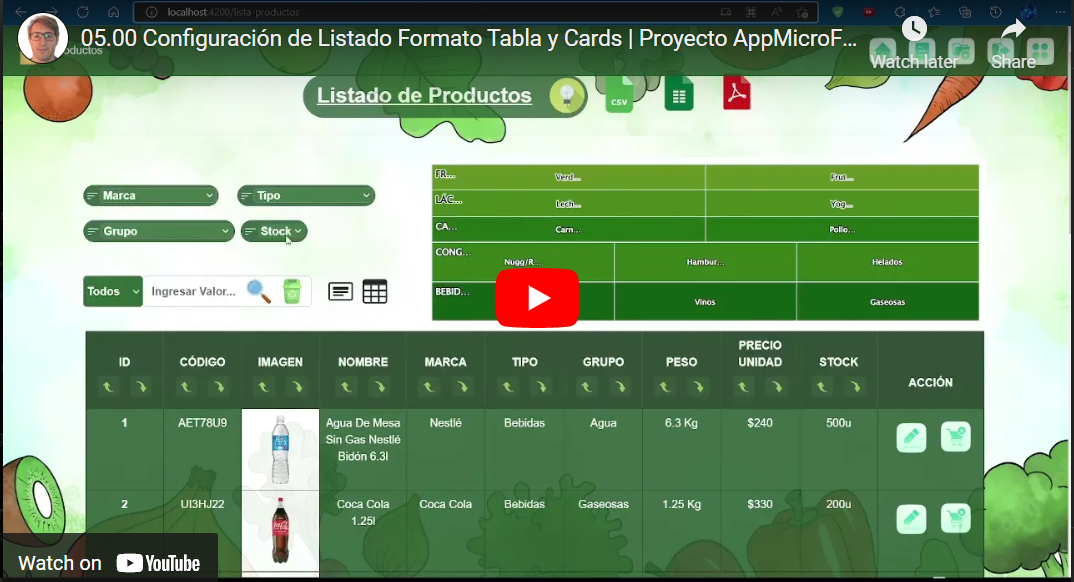 localhost:4200/lista-productos
05.00 Configuración de Listado Formato Tabla y Cards | Proyecto AppMicroF...
Watch later
Share
Listado de Productos
CSV
Marca
Tipo
Grupo
Stock
Todos
Ingresar Valor...
FR...
Verd...
Frut...
LÁC...
Lech...
Yog...
CA...
Carn...
Pollo...
CONG...
Nugg/R...
Hambur...
Helados
BEBID...
Vinos
Gaseosas
ID CÓDIGO IMAGEN NOMBRE MARCA TIPO GRUPO PESO PRECIO UNIDAD STOCK ACCIÓN
1 AET78U9 Agua De Mesa Sin Gas Nestlé Bidón 6.3l Nestlé Bebidas Agua 6.3 Kg $240 500u
2 UI3HJ22 Coca Cola 1.25l Coca Cola Bebidas Gaseosas 1.25 Kg $330 200u
Watch on YouTube